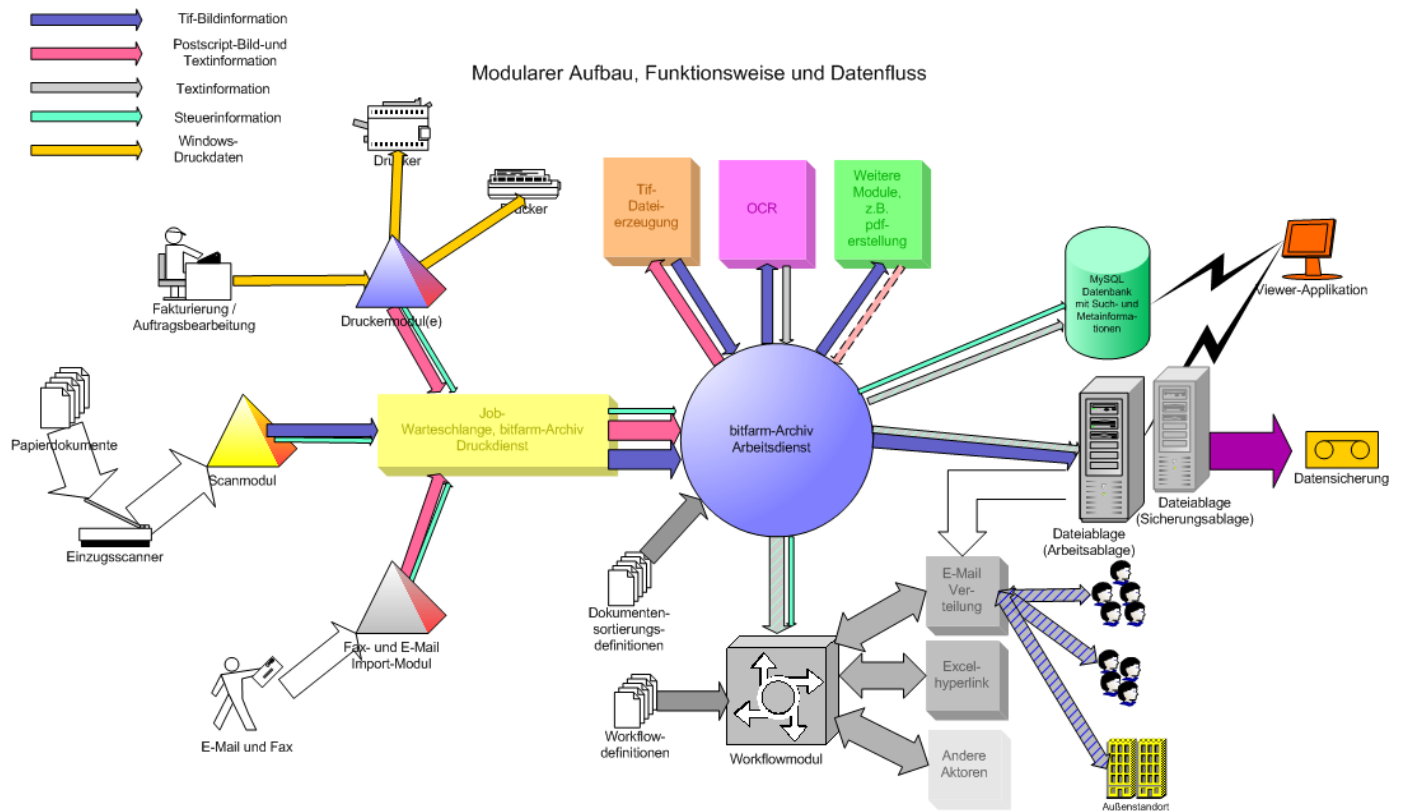 Tif-Bildinformation
Postscript-Bild-und
Textinformation
Textinformation
Steuerinformation
Windows-
Druckdaten
Modularer Aufbau, Funktionsweise und Datenfluss
Drucker
Drucker
Fakturierung /
Auftragsbearbeitung
Druckermodul(e)
Tif-
Dateierzeugung
OCR
Weitere
Module,
z.B.
pdf-
erstellung
MySQL
Datenbank
mit Such- und
Metainforma-
tionen
Viewer-Applikation
Papierdokumente
Scanmodul
Einzugsscanner
Job-
Warteschlange, bitfarm-Archiv
Druckdienst
bitfarm-Archiv
Arbeitsdienst
Dateiablage
(Sicherungsablage)
Datensicherung
Dateiablage
(Arbeitsablage)
Fax- und E-Mail
Import-Modul
E-Mail und Fax
Dokumenten-
sortierungs-
definitionen
Workflow-
definitionen
Workflowmodul
E-Mail
Ver-
teilung
Excel-
hyperlink
Andere
Aktoren
Außenstandort